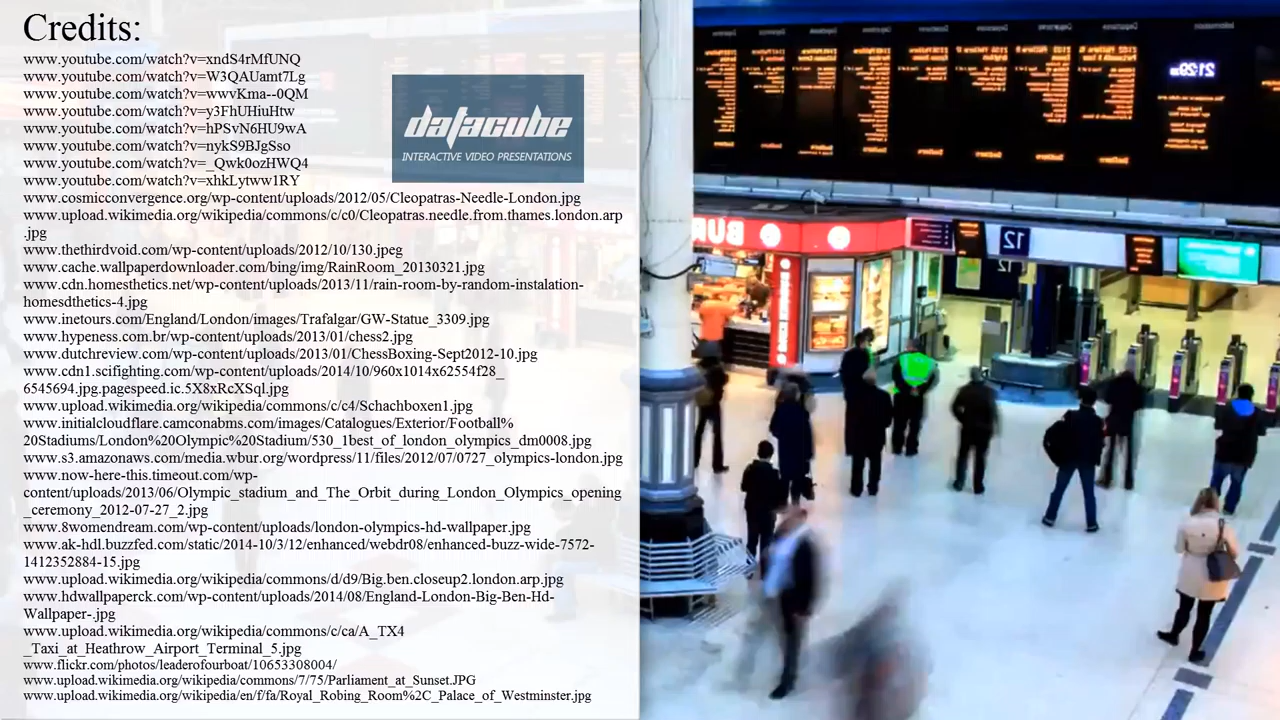 Credits:
www.youtube.com/watch?v=xndS4rMfUNQ
www.youtube.com/watch?v=W3QAUamt7Lg
www.youtube.com/watch?v=wwvKma--0QM
www.youtube.com/watch?v=y3FhUHiuHtw
www.youtube.com/watch?v=hPSvN6HUSwA
www.youtube.com/watch?v=nykS9BFgSso
www.youtube.com/watch?v=_Qwk0ozHWQ4
www.youtube.com/watch?v=xhkLytww1RY
datacube
INTERACTIVE VIDEO PRESENTATIONS
www.cosmicconvergence.org/wp-content/uploads/2012/05/Cleopatras-Needle-London.jpg
www.upload.wikimedia.org/wikipedia/commons/c/c0/Cleopatras.needle.from.thames.london.arp
.jpg
www.thethirdvoid.com/wp-content/uploads/2012/10/130.jpeg
www.cache.wallpaperdownloader.com/bing/img/RainRoom_20130321.jpg
www.cdn.homesthetics.net/wp-content/uploads/2013/11/rain-room-by-random-instalation-
homesdthetics-4.jpg
www.inetours.com/England/London/images/Trafalgar/GW-Statue_3309.jpg
www.hypeness.com.br/wp-content/uploads/2013/01/chess2.jpg
www.dutchreview.com/wp-content/uploads/2013/01/ChessBoxing-Sept2012-10.jpg
www.cdn1.scifighting.com/wp-content/uploads/2014/10/960x1014x62554f28_
6545694.jpg.pagespeed.ic.5X8xRcXSql.jpg
www.upload.wikimedia.org/wikipedia/commons/c/c4/Schachboxen1.jpg
www.initialcloudflare.camconabms.com/images/Catalogues/Exterior/Football%
20Stadiums/London%20Olympic%20Stadium/530_1best_of_london_olympics_dm0008.jpg
www.s3.amazonaws.com/media.wbur.org/wordpress/11/files/2012/07/0727_olympics-london.jpg
www.now-here-this.timeout.com/wp-
content/uploads/2013/06/Olympic_stadium_and_The_Orbit_during_London_Olympics_opening
_ceremony_2012-07-27_2.jpg
www.8womendream.com/wp-content/uploads/london-olympics-hd-wallpaper.jpg
www.ak-hdl.buzzfed.com/static/2014-10/3/12/enhanced/webdr08/enhanced-buzz-wide-7572-
1412352884-15.jpg
www.upload.wikimedia.org/wikipedia/commons/d/d9/Big.ben.closeup2.london.arp.jpg
www.hdwallpaperck.com/wp-content/uploads/2014/08/England-London-Big-Ben-Hd-
Wallpaper-.jpg
www.upload.wikimedia.org/wikipedia/commons/c/ca/A_TX4
_Taxi_at_Heathrow_Airport_Terminal_5.jpg
www.flickr.com/photos/leaderofourboat/10653308004/
www.upload.wikimedia.org/wikipedia/commons/7/75/Parliament_at_Sunset.JPG
www.upload.wikimedia.org/wikipedia/en/f/fa/Royal_Robing_Room%2C_Palace_of_Westminster.jpg
21:29
BUR
12
12